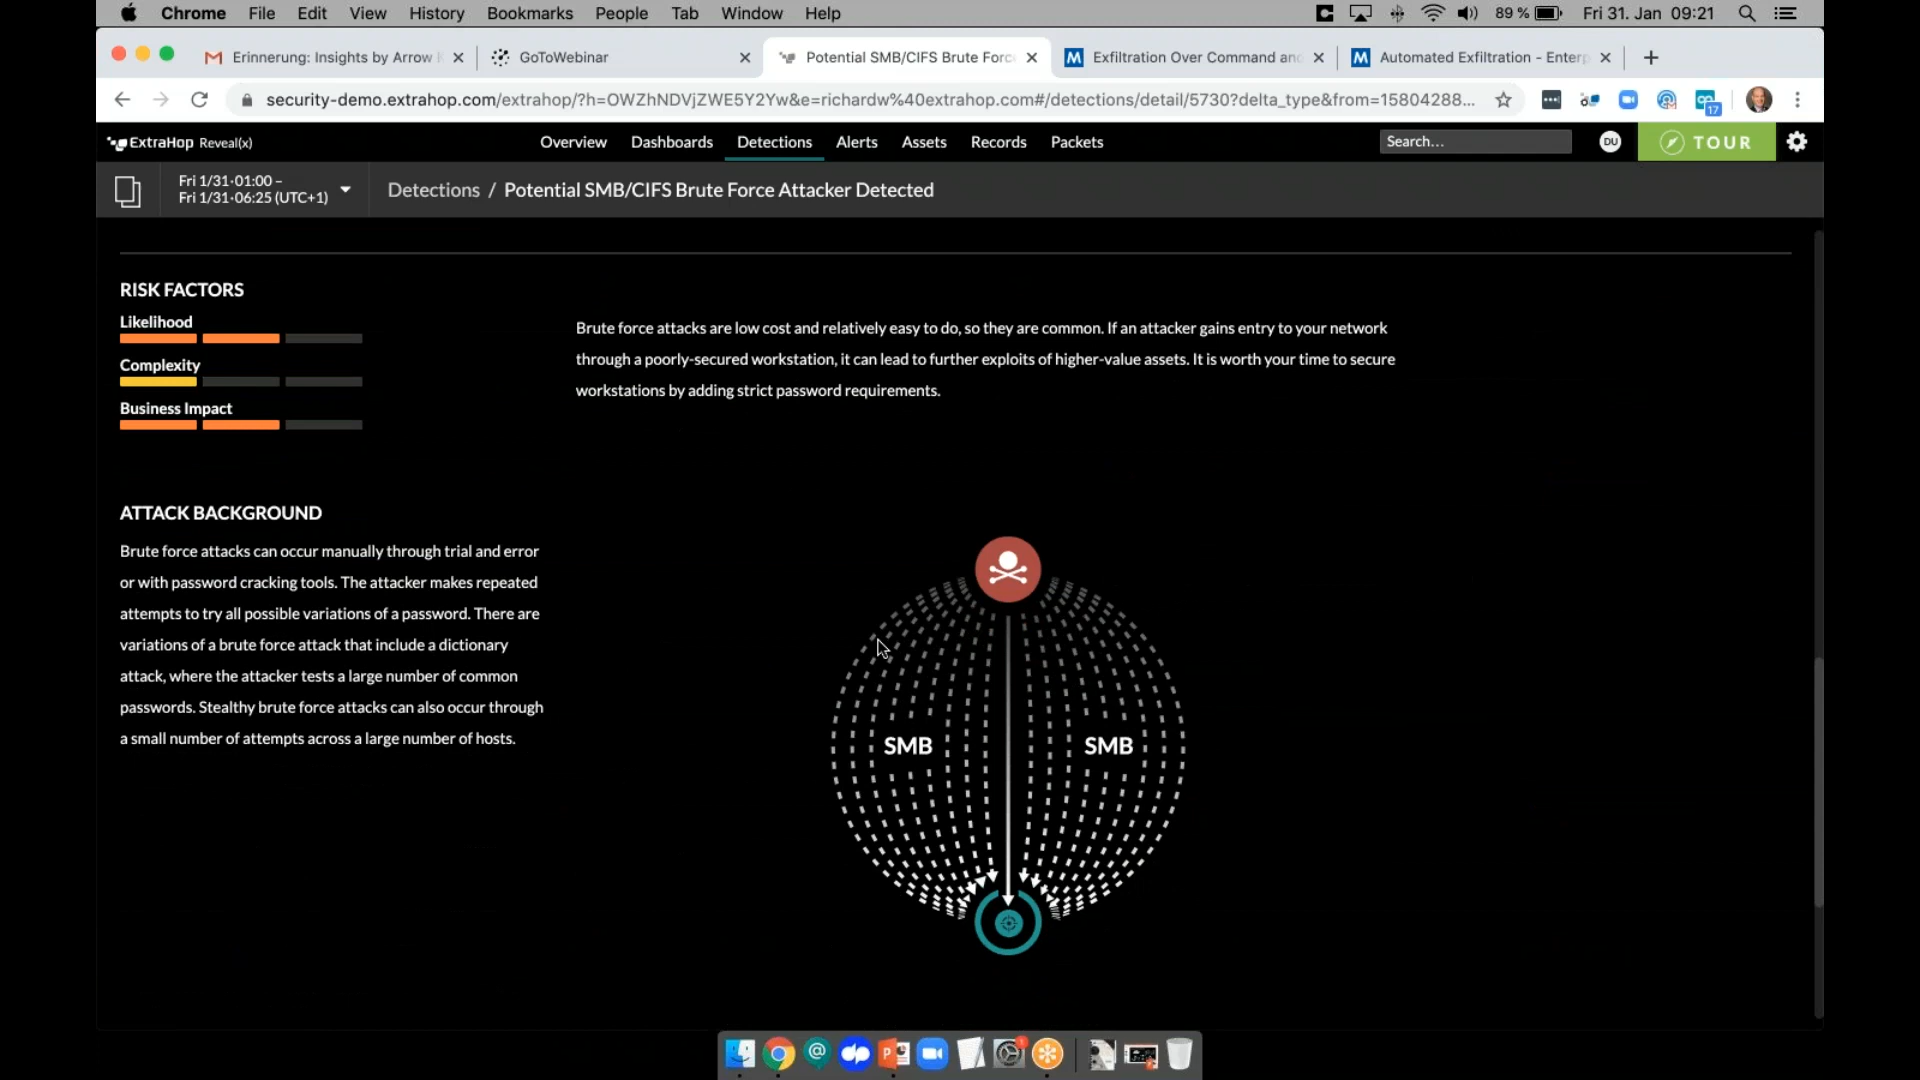 Chrome File Edit View History Bookmarks People Tab Window Help 89 % Fri 31. Jan 09:21
Erinnerung: Insights by Arrow
GoToWebinar
Potential SMB/CIFS Brute Forc
Exfiltration Over Command an
Automated Exfiltration - Enterp
security-demo.extrahop.com/extrahop/?h=OWZhNDVjZWE5Y2Yw&e=richardw%40extrahop.com#/detections/detail/5730?delta_type&from=15804288...
17
ExtraHop Reveal(x)
Overview Dashboards Detections Alerts Assets Records Packets
Search...
DU
TOUR
Fri 1/31·01:00 –
Fri 1/31·06:25 (UTC+1)
Detections / Potential SMB/CIFS Brute Force Attacker Detected
RISK FACTORS
Likelihood
Complexity
Business Impact
Brute force attacks are low cost and relatively easy to do, so they are common. If an attacker gains entry to your network
through a poorly-secured workstation, it can lead to further exploits of higher-value assets. It is worth your time to secure
workstations by adding strict password requirements.
ATTACK BACKGROUND
Brute force attacks can occur manually through trial and error
or with password cracking tools. The attacker makes repeated
attempts to try all possible variations of a password. There are
variations of a brute force attack that include a dictionary
attack, where the attacker tests a large number of common
passwords. Stealthy brute force attacks can also occur through
a small number of attempts across a large number of hosts.
SMB
SMB